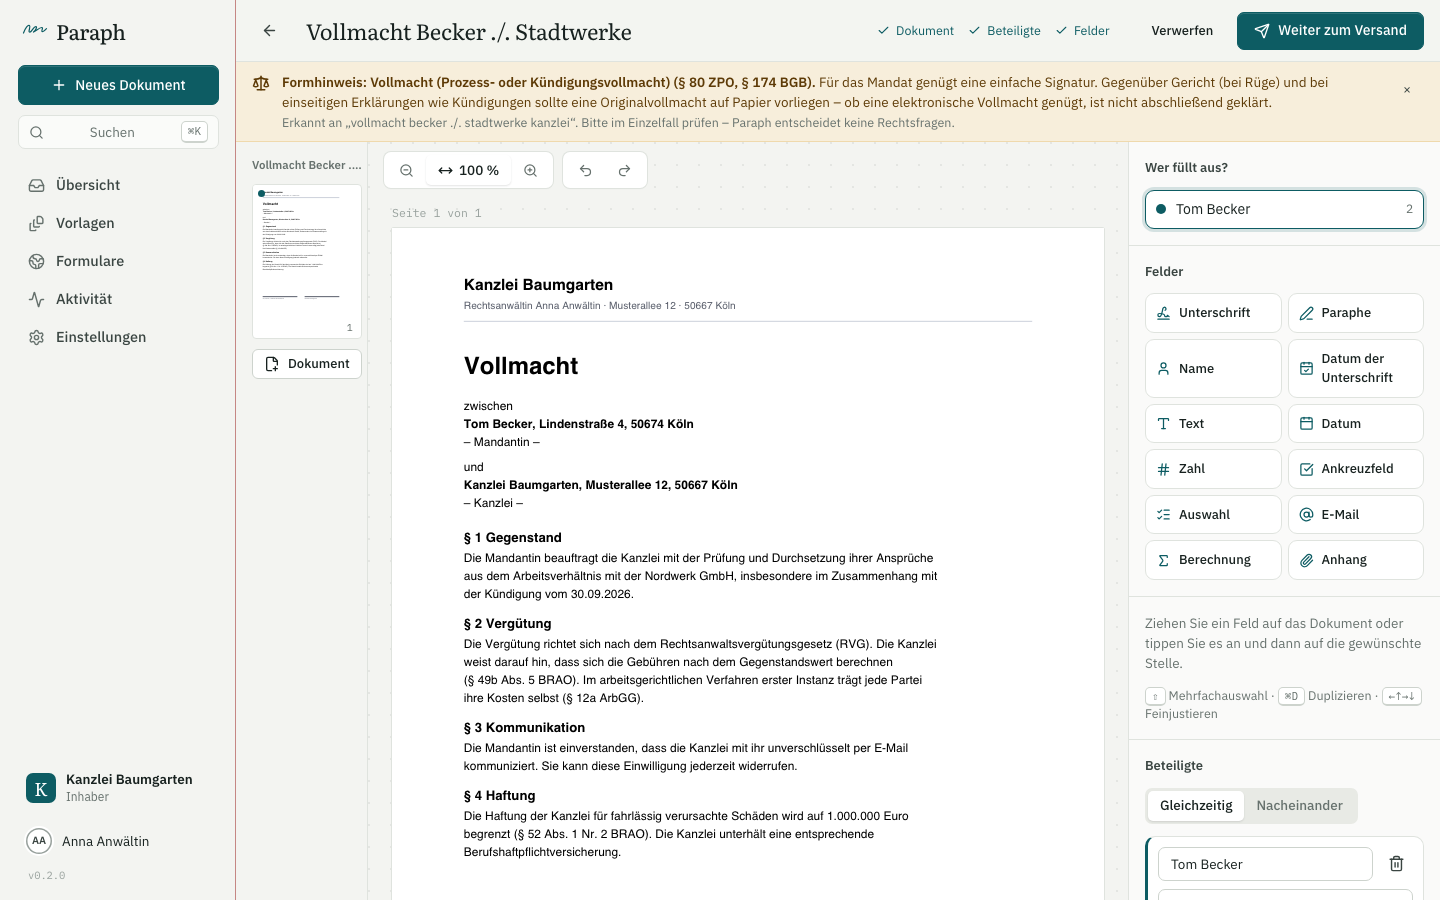 Paraph
Neues Dokument
Suchen
⌘K
Übersicht
Vorlagen
Formulare
Aktivität
Einstellungen
K
Kanzlei Baumgarten
Inhaber
AA
Anna Anwältin
v0.2.0
Vollmacht Becker ./. Stadtwerke
Dokument
Beteiligte
Felder
Verwerfen
Weiter zum Versand
Formhinweis: Vollmacht (Prozess- oder Kündigungsvollmacht) (§ 80 ZPO, § 174 BGB). Für das Mandat genügt eine einfache Signatur. Gegenüber Gericht (bei Rüge) und bei
einseitigen Erklärungen wie Kündigungen sollte eine Originalvollmacht auf Papier vorliegen – ob eine elektronische Vollmacht genügt, ist nicht abschließend geklärt.
Erkannt an „vollmacht becker ./. stadtwerke kanzlei“. Bitte im Einzelfall prüfen – Paraph entscheidet keine Rechtsfragen.
×
Vollmacht Becker ....
Vollmacht
1
Dokument
100 %
Seite 1 von 1
Kanzlei Baumgarten
Rechtsanwältin Anna Anwältin · Musterallee 12 · 50667 Köln
Vollmacht
zwischen
Tom Becker, Lindenstraße 4, 50674 Köln
– Mandantin –
und
Kanzlei Baumgarten, Musterallee 12, 50667 Köln
– Kanzlei –
§ 1 Gegenstand
Die Mandantin beauftragt die Kanzlei mit der Prüfung und Durchsetzung ihrer Ansprüche
aus dem Arbeitsverhältnis mit der Nordwerk GmbH, insbesondere im Zusammenhang mit
der Kündigung vom 30.09.2026.
§ 2 Vergütung
Die Vergütung richtet sich nach dem Rechtsanwaltsvergütungsgesetz (RVG). Die Kanzlei
weist darauf hin, dass sich die Gebühren nach dem Gegenstandswert berechnen
(§ 49b Abs. 5 BRAO). Im arbeitsgerichtlichen Verfahren erster Instanz trägt jede Partei
ihre Kosten selbst (§ 12a ArbGG).
§ 3 Kommunikation
Die Mandantin ist einverstanden, dass die Kanzlei mit ihr unverschlüsselt per E-Mail
kommuniziert. Sie kann diese Einwilligung jederzeit widerrufen.
§ 4 Haftung
Die Haftung der Kanzlei für fahrlässig verursachte Schäden wird auf 1.000.000 Euro
begrenzt (§ 52 Abs. 1 Nr. 2 BRAO). Die Kanzlei unterhält eine entsprechende
Berufshaftpflichtversicherung.
Wer füllt aus?
Tom Becker
2
Felder
Unterschrift
Paraphe
Name
Datum der
Unterschrift
Text
Datum
Zahl
Ankreuzfeld
Auswahl
E-Mail
Berechnung
Anhang
Ziehen Sie ein Feld auf das Dokument oder
tippen Sie es an und dann auf die gewünschte
Stelle.
⇧ Mehrfachauswahl · ⌘D Duplizieren · ←↑→↓
Feinjustieren
Beteiligte
Gleichzeitig
Nacheinander
Tom Becker